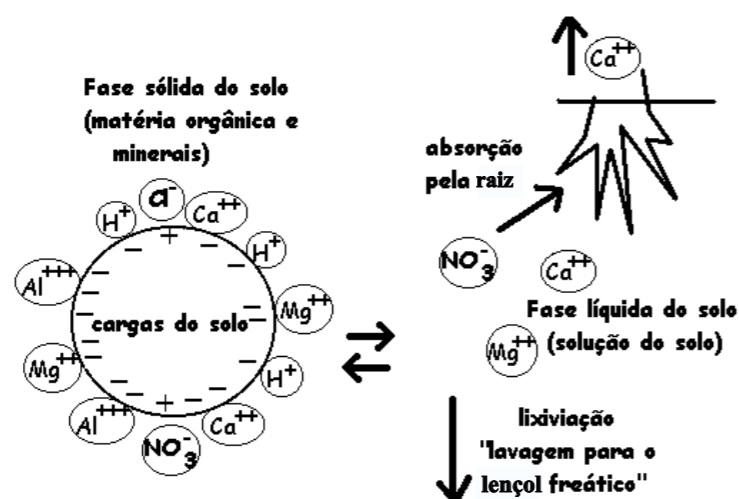 Fase sólida do solo
(matéria orgânica e
minerais)
Cl⁻
H⁺
Ca⁺⁺
H⁺
Al⁺⁺⁺
Mg⁺⁺
cargas do solo
Mg⁺⁺
H⁺
Al⁺⁺⁺
Ca⁺⁺
NO₃⁻
+
+
Ca⁺⁺
absorção
pela raiz
NO₃⁻
Ca⁺⁺
Fase líquida do solo
(solução do solo)
Mg⁺⁺
lixiviação
"lavagem para o
lençol freático"